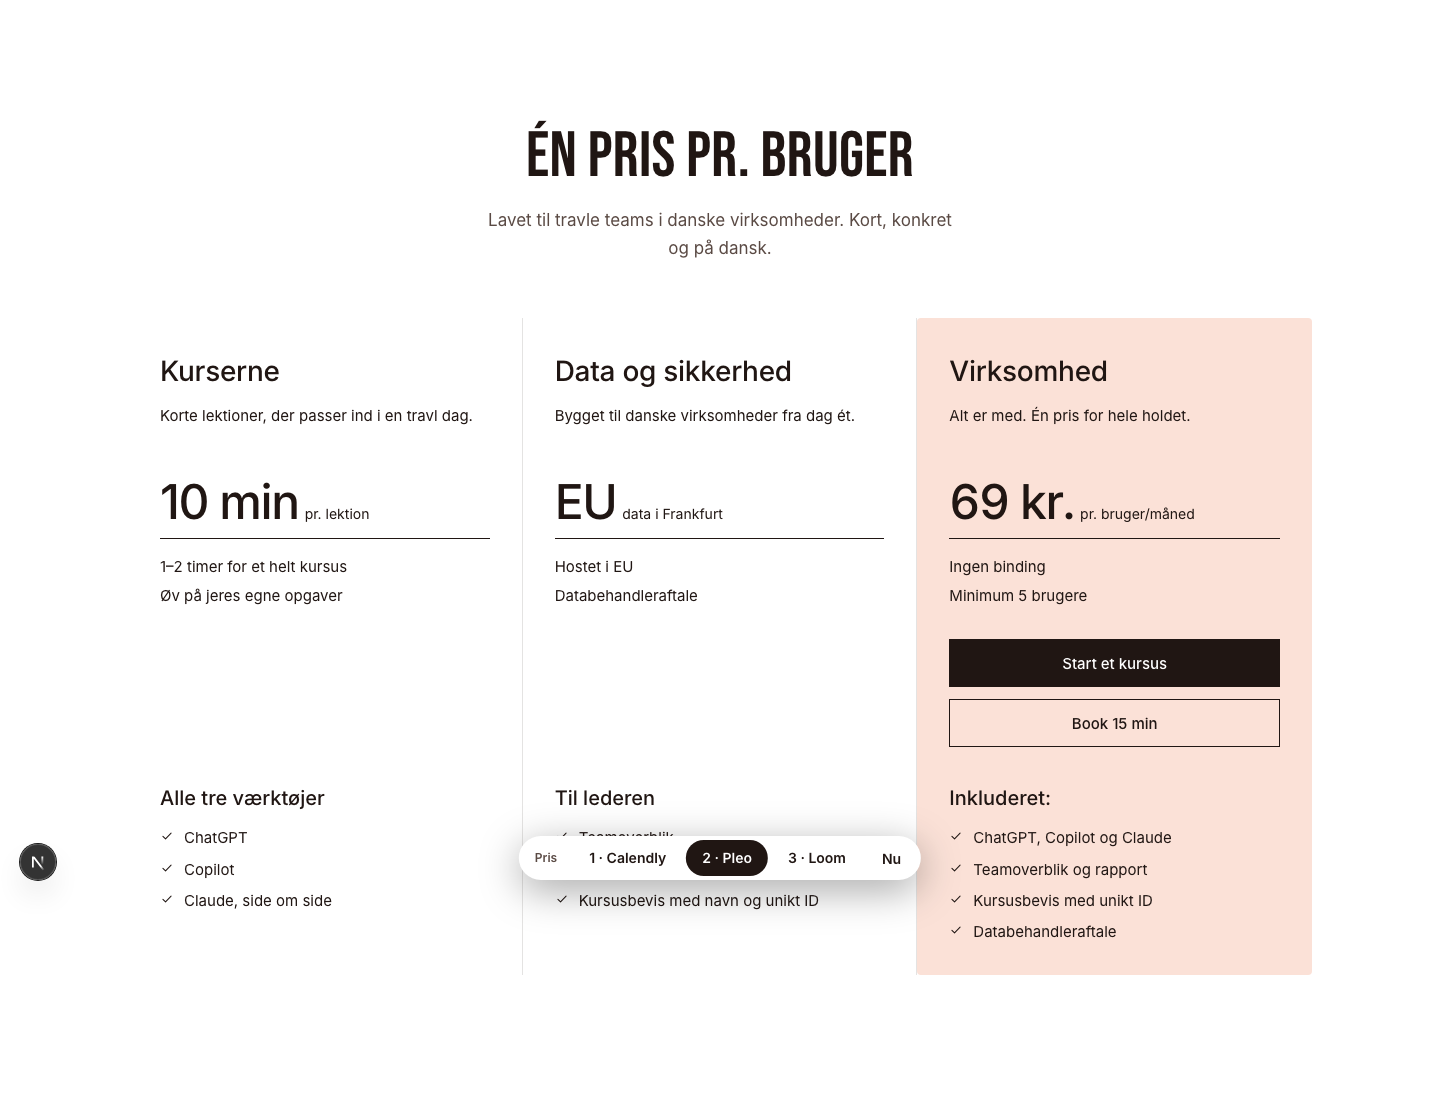 ÉN PRIS PR. BRUGER
Lavet til travle teams i danske virksomheder. Kort, konkret
og på dansk.
Kurserne
Korte lektioner, der passer ind i en travl dag.
10 min pr. lektion
1–2 timer for et helt kursus
Øv på jeres egne opgaver
Alle tre værktøjer
ChatGPT
Copilot
Claude, side om side
Data og sikkerhed
Bygget til danske virksomheder fra dag ét.
EU data i Frankfurt
Hostet i EU
Databehandleraftale
Til lederen
Teamoverblik
Kursusbevis med navn og unikt ID
Virksomhed
Alt er med. Én pris for hele holdet.
69 kr. pr. bruger/måned
Ingen binding
Minimum 5 brugere
Start et kursus
Book 15 min
Inkluderet:
ChatGPT, Copilot og Claude
Teamoverblik og rapport
Kursusbevis med unikt ID
Databehandleraftale
Pris 1 · Calendly 2 · Pleo 3 · Loom Nu
N